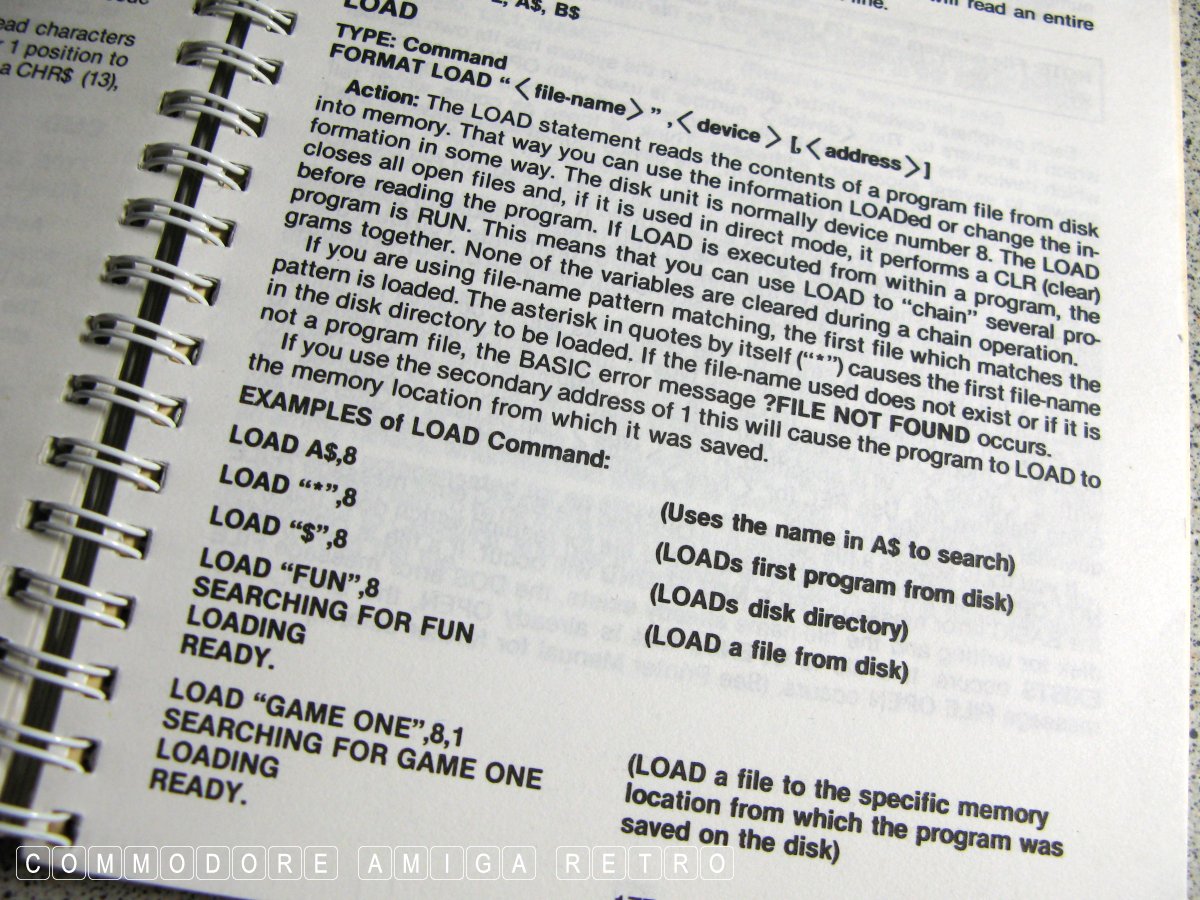 ead characters
1 position to
a CHR$ (13),
A$, B$
will read an entire
LOAD
TYPE: Command
FORMAT LOAD “<file-name>” ,<device> [,<address>]
Action: The LOAD statement reads the contents of a program file from disk
into memory. That way you can use the information LOADed or change the in-
formation in some way. The disk unit is normally device number 8. The LOAD
closes all open files and, if it is used in direct mode, it performs a CLR (clear)
before reading the program. If LOAD is executed from within a program, the
program is RUN. This means that you can use LOAD to “chain” several pro-
grams together. None of the variables are cleared during a chain operation.
If you are using file-name pattern matching, the first file which matches the
pattern is loaded. The asterisk in quotes by itself (“*”) causes the first file-name
in the disk directory to be loaded. If the file-name used does not exist or if it is
not a program file, the BASIC error message ?FILE NOT FOUND occurs.
If you use the secondary address of 1 this will cause the program to LOAD to
the memory location from which it was saved.
EXAMPLES of LOAD Command:
LOAD A$,8 (Uses the name in A$ to search)
LOAD “*”,8 (LOADs first program from disk)
LOAD “$”,8 (LOADs disk directory)
LOAD “FUN”,8 (LOAD a file from disk)
SEARCHING FOR FUN
LOADING
READY.
LOAD “GAME ONE”,8,1 (LOAD a file to the specific memory
SEARCHING FOR GAME ONE location from which the program was
LOADING saved on the disk)
READY.
COMMODORE AMIGA RETRO